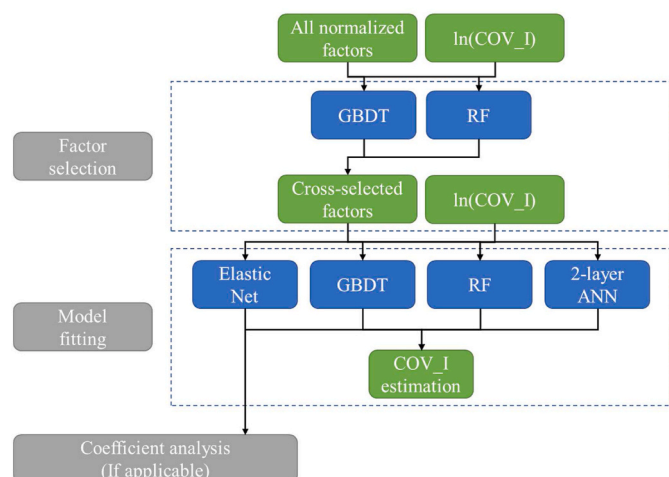 All normalized
factors
ln(COV_I)
GBDT
RF
Factor
selection
Cross-selected
factors
ln(COV_I)
Elastic
Net
GBDT
RF
2-layer
ANN
Model
fitting
COV_I
estimation
Coefficient analysis
(If applicable)